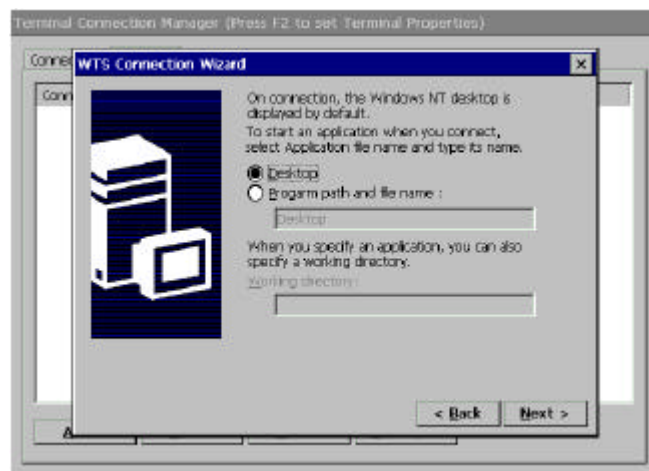 Terminal Connection Manager (Press F2 to set Terminal Properties)
Connec
WTS Connection Wizard
Conn
On connection, the Windows NT desktop is
displayed by default.
To start an application when you connect,
select Application file name and type its name.
Desktop
Progarm path and file name :
Desktop
When you specify an application, you can also
specify a working directory.
Working directory:
< Back
Next >
A